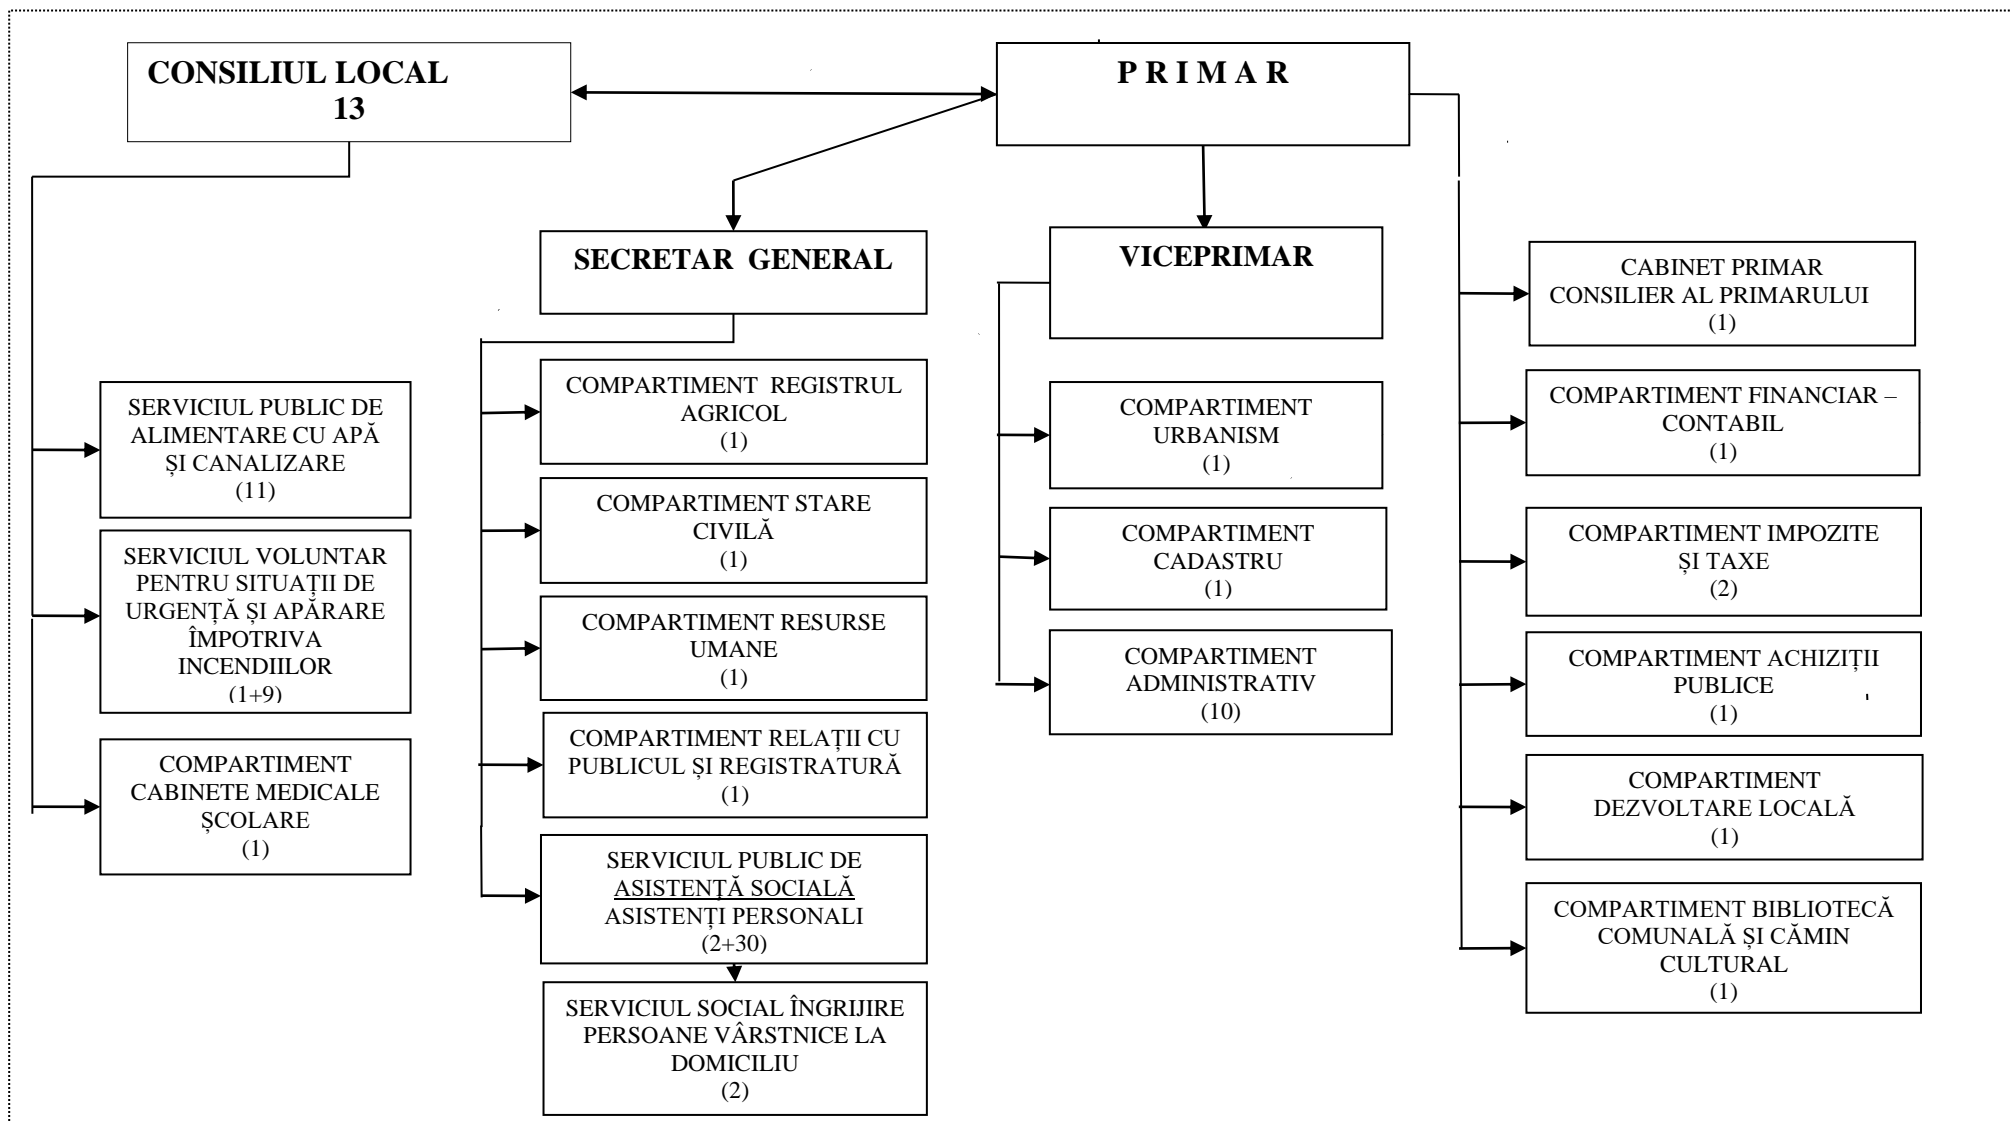 CONSILIUL LOCAL
13
P R I M A R
SECRETAR GENERAL
VICEPRIMAR
SERVICIUL PUBLIC DE
ALIMENTARE CU APĂ
ȘI CANALIZARE
(11)
SERVICIUL VOLUNTAR
PENTRU SITUAȚII DE
URGENȚĂ ȘI APĂRARE
ÎMPOTRIVA
INCENDIILOR
(1+9)
COMPARTIMENT
CABINETE MEDICALE
ȘCOLARE
(1)
COMPARTIMENT REGISTRUL
AGRICOL
(1)
COMPARTIMENT STARE
CIVILĂ
(1)
COMPARTIMENT RESURSE
UMANE
(1)
COMPARTIMENT RELAȚII CU
PUBLICUL ȘI REGISTRATURĂ
(1)
SERVICIUL PUBLIC DE
ASISTENȚĂ SOCIALĂ
ASISTENȚI PERSONALI
(2+30)
SERVICIUL SOCIAL ÎNGRIJIRE
PERSOANE VÂRSTNICE LA
DOMICILIU
(2)
COMPARTIMENT
URBANISM
(1)
COMPARTIMENT
CADASTRU
(1)
COMPARTIMENT
ADMINISTRATIV
(10)
CABINET PRIMAR
CONSILIER AL PRIMARULUI
(1)
COMPARTIMENT FINANCIAR –
CONTABIL
(1)
COMPARTIMENT IMPOZITE
ȘI TAXE
(2)
COMPARTIMENT ACHIZIȚII
PUBLICE
(1)
COMPARTIMENT
DEZVOLTARE LOCALĂ
(1)
COMPARTIMENT BIBLIOTECĂ
COMUNALĂ ȘI CĂMIN
CULTURAL
(1)